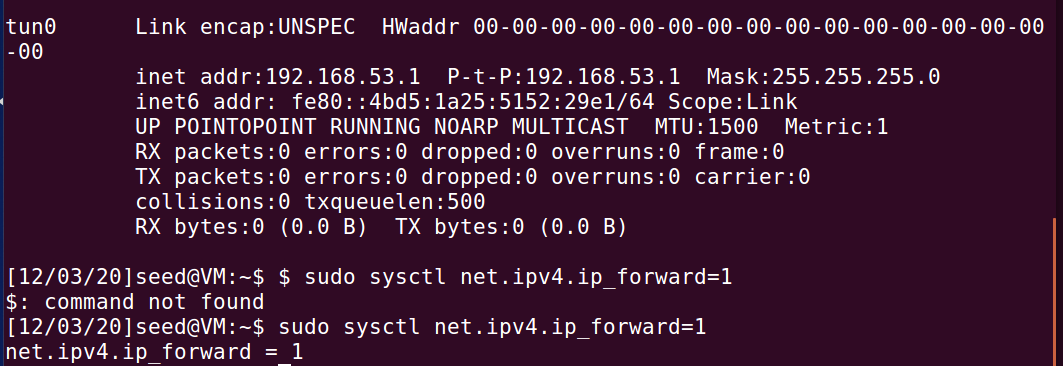 tun0      Link encap:UNSPEC  HWaddr 00-00-00-00-00-00-00-00-00-00-00-00-00-00-00
-00
          inet addr:192.168.53.1  P-t-P:192.168.53.1  Mask:255.255.255.0
          inet6 addr: fe80::4bd5:1a25:5152:29e1/64 Scope:Link
          UP POINTOPOINT RUNNING NOARP MULTICAST  MTU:1500  Metric:1
          RX packets:0 errors:0 dropped:0 overruns:0 frame:0
          TX packets:0 errors:0 dropped:0 overruns:0 carrier:0
          collisions:0 txqueuelen:500
          RX bytes:0 (0.0 B)  TX bytes:0 (0.0 B)
[12/03/20]seed@VM:~$ $ sudo sysctl net.ipv4.ip_forward=1
$: command not found
[12/03/20]seed@VM:~$ sudo sysctl net.ipv4.ip_forward=1
net.ipv4.ip_forward = 1